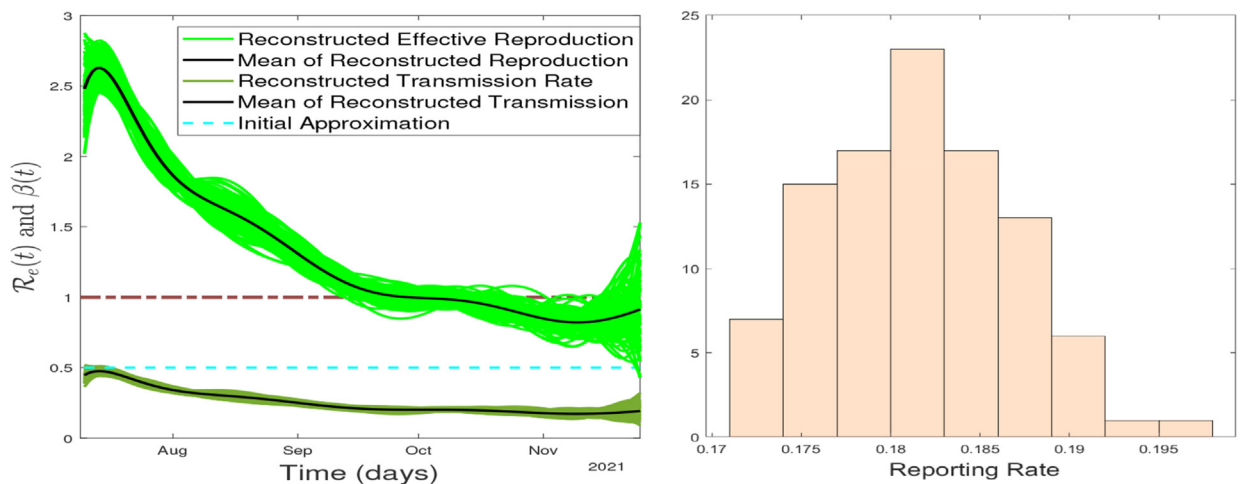 3
2.5
2
1.5
1
0.5
0
Reconstructed Effective Reproduction
Mean of Reconstructed Reproduction
Reconstructed Transmission Rate
Mean of Reconstructed Transmission
Initial Approximation
ℛₑ(t) and β(t)
Aug
Sep
Oct
Nov
2021
Time (days)
25
20
15
10
5
0
0.17
0.175
0.18
0.185
0.19
0.195
Reporting Rate